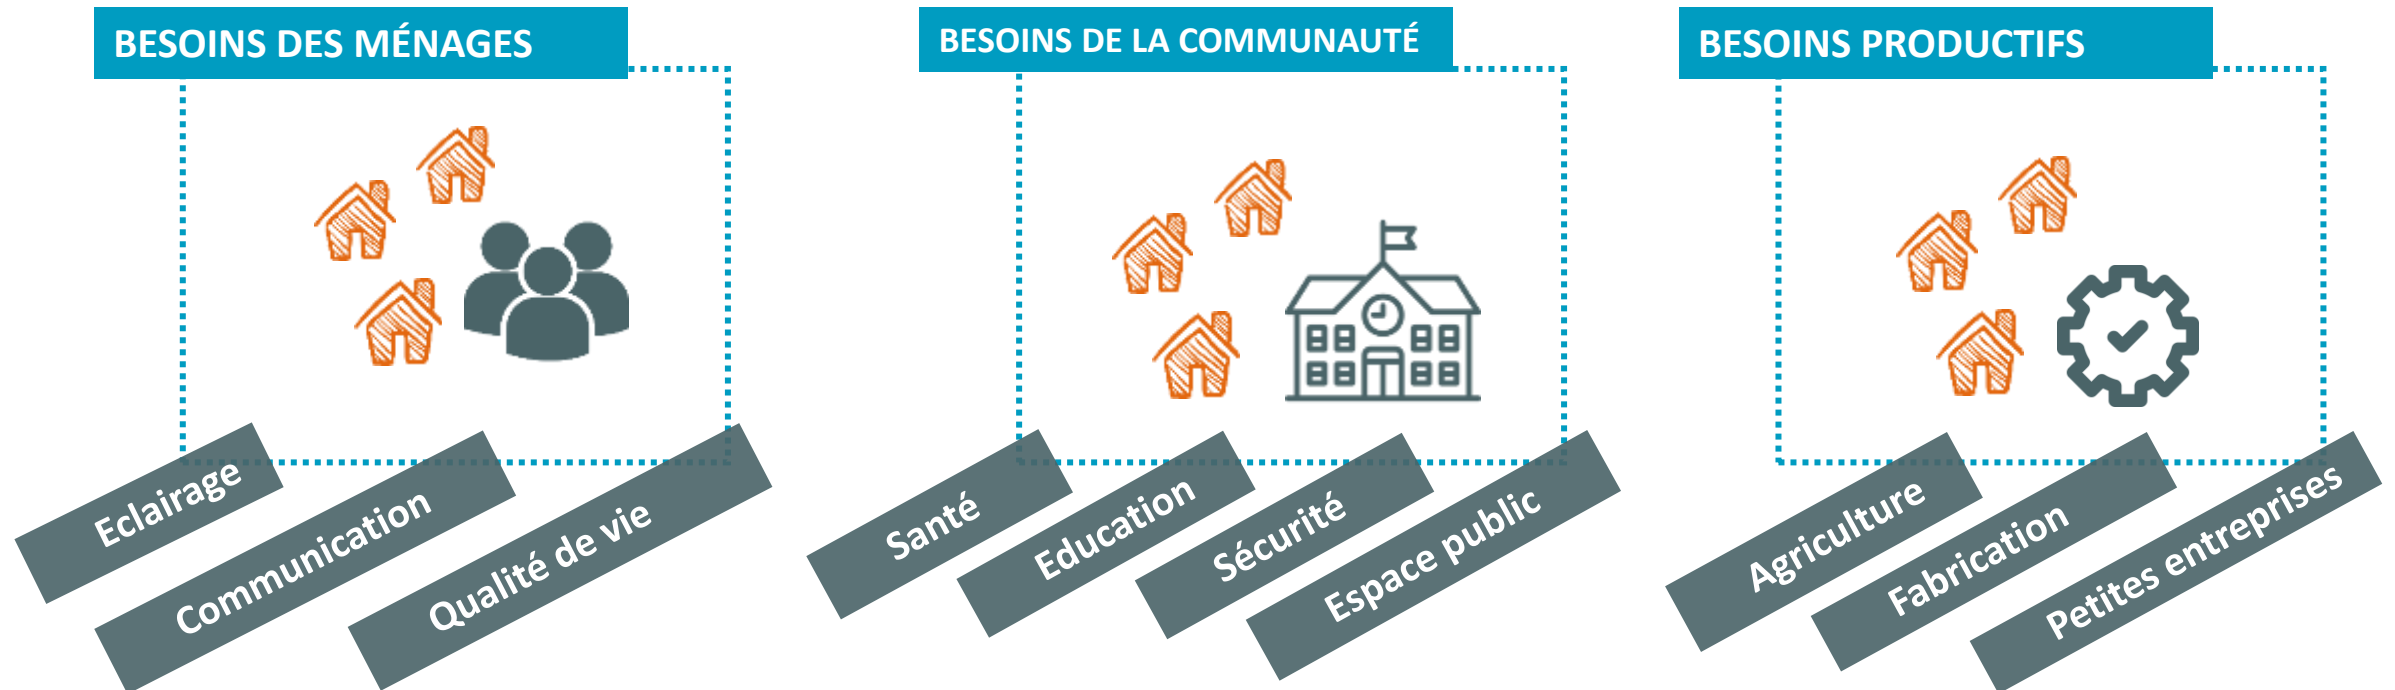 BESOINS DES MÉNAGES
Eclairage
Communication
Qualité de vie
BESOINS DE LA COMMUNAUTÉ
Santé
Education
Sécurité
Espace public
BESOINS PRODUCTIFS
Agriculture
Fabrication
Petites entreprises